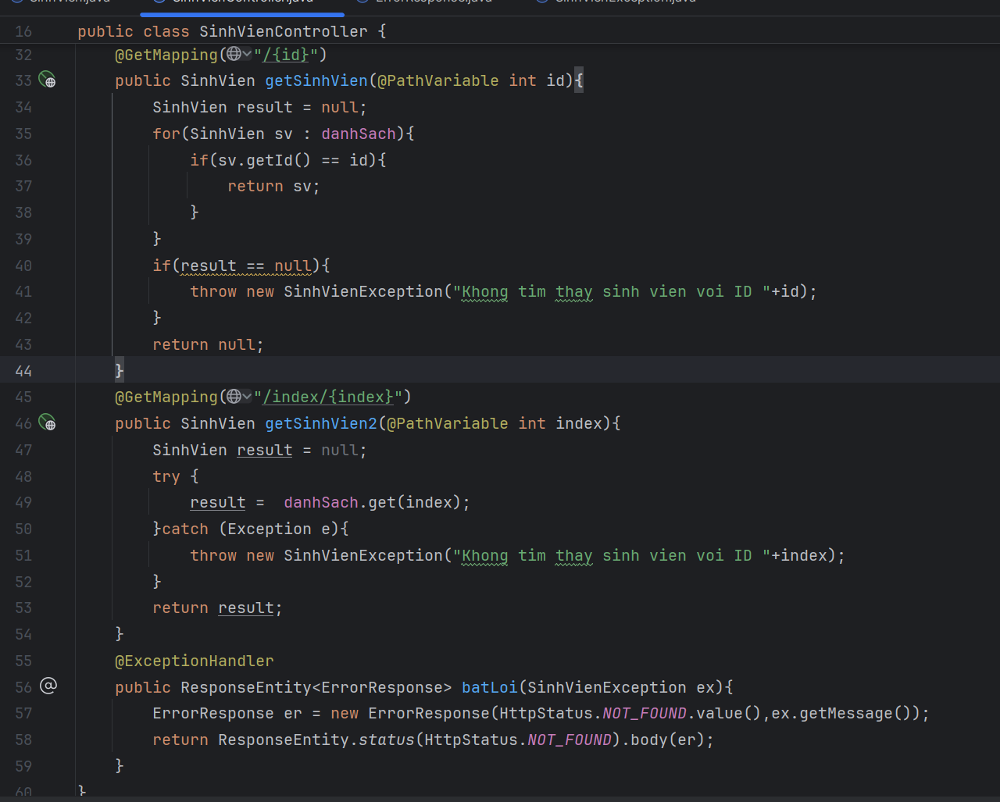 16 public class SinhVienController {
32 @GetMapping("/{id}")
33 public SinhVien getSinhVien(@PathVariable int id){
34 SinhVien result = null;
35 for(SinhVien sv : danhSach){
36 if(sv.getId() == id){
37 return sv;
38 }
39 }
40 if(result == null){
41 throw new SinhVienException("Khong tim thay sinh vien voi ID "+id);
42 }
43 return null;
44 }
45 @GetMapping("/index/{index}")
46 public SinhVien getSinhVien2(@PathVariable int index){
47 SinhVien result = null;
48 try {
49 result =  danhSach.get(index);
50 }catch (Exception e){
51 throw new SinhVienException("Khong tim thay sinh vien voi ID "+index);
52 }
53 return result;
54 }
55 @ExceptionHandler
56 public ResponseEntity<ErrorResponse> batLoi(SinhVienException ex){
57 ErrorResponse er = new ErrorResponse(HttpStatus.NOT_FOUND.value(),ex.getMessage());
58 return ResponseEntity.status(HttpStatus.NOT_FOUND).body(er);
59 }
60 }